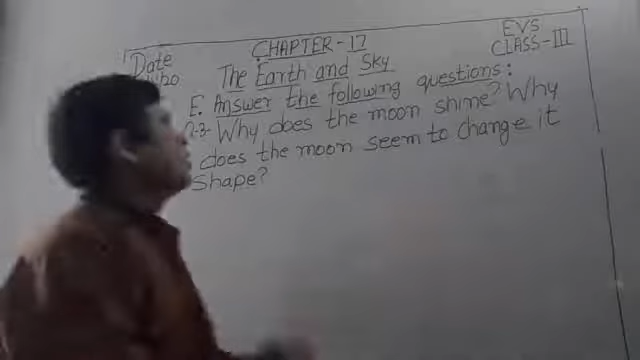 Date
CHAPTER-17
EVS
CLASS-III
The Earth and Sky
E. Answer the following questions:
Why does the moon shine? Why
does the moon seem to change it
shape?